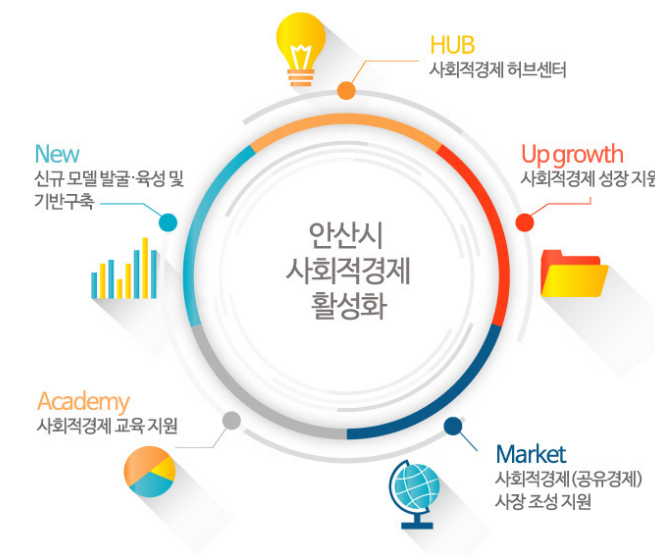 HUB
사회적경제 허브센터
New
신규 모델 발굴·육성 및
기반구축
Up growth
사회적경제 성장 지원
안산시
사회적경제
활성화
Academy
사회적경제 교육 지원
Market
사회적경제(공유경제)
사장 조성 지원